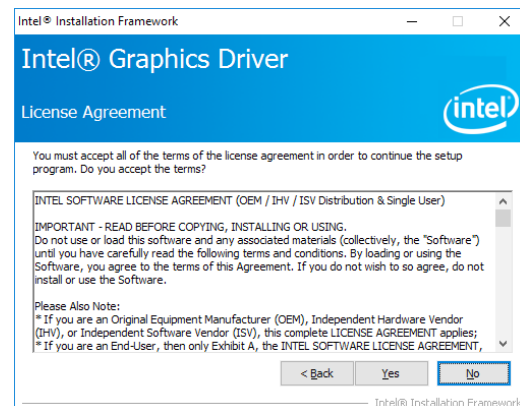 Intel® Installation Framework
Intel® Graphics Driver
License Agreement
intel
You must accept all of the terms of the license agreement in order to continue the setup
program. Do you accept the terms?
INTEL SOFTWARE LICENSE AGREEMENT (OEM / IHV / ISV Distribution & Single User)
IMPORTANT - READ BEFORE COPYING, INSTALLING OR USING.
Do not use or load this software and any associated materials (collectively, the "Software")
until you have carefully read the following terms and conditions. By loading or using the
Software, you agree to the terms of this Agreement. If you do not wish to so agree, do not
install or use the Software.
Please Also Note:
* If you are an Original Equipment Manufacturer (OEM), Independent Hardware Vendor
(IHV), or Independent Software Vendor (ISV), this complete LICENSE AGREEMENT applies;
* If you are an End-User, then only Exhibit A, the INTEL SOFTWARE LICENSE AGREEMENT,
< Back Yes No
Intel® Installation Framework